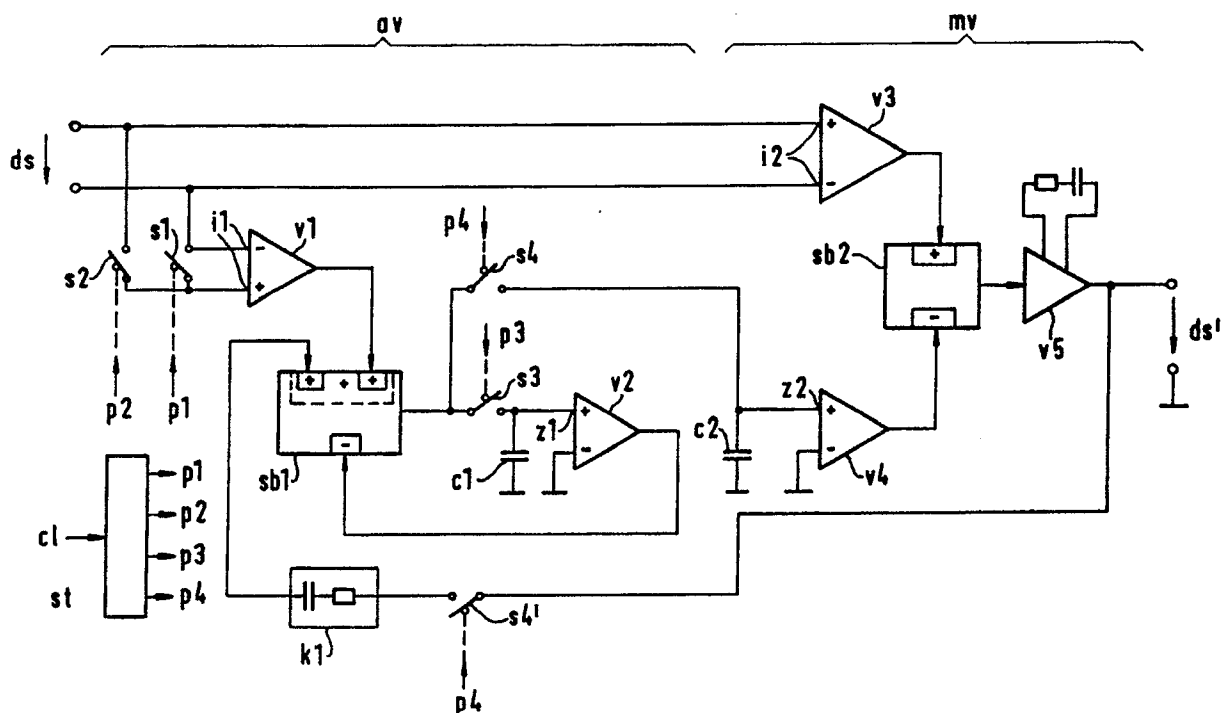 av
mv
v3
ds
+
i2
-
i1
s1
v1
p4
s4
s2
-
+
sb2
+
-
v5
ds'
p3
s3
v2
z2
c2
+
-
v4
p2
p1
+
+
+
-
z1
+
-
c1
sb1
cl
st
p1
p2
p3
p4
k1
s4'
p4